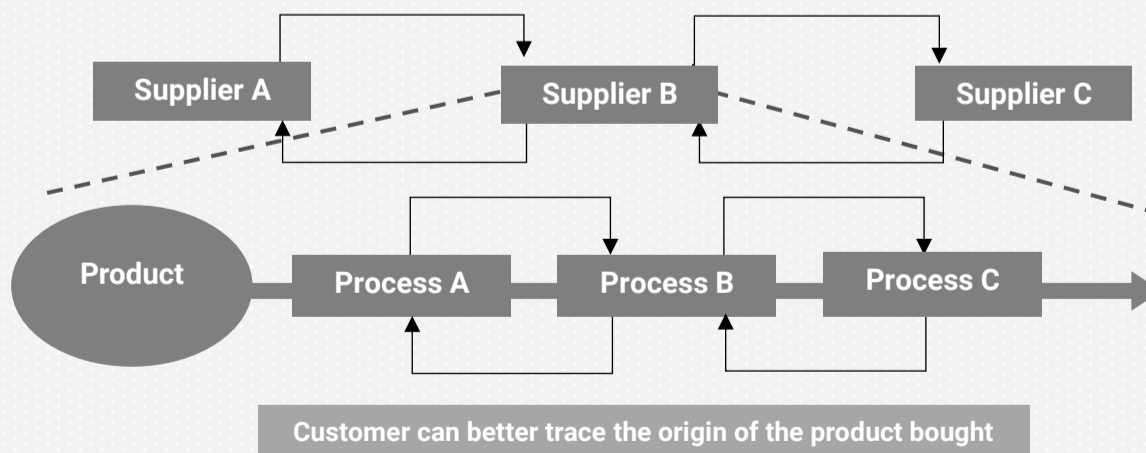 Supplier A
Supplier B
Supplier C
Product
Process A
Process B
Process C
Customer can better trace the origin of the product bought